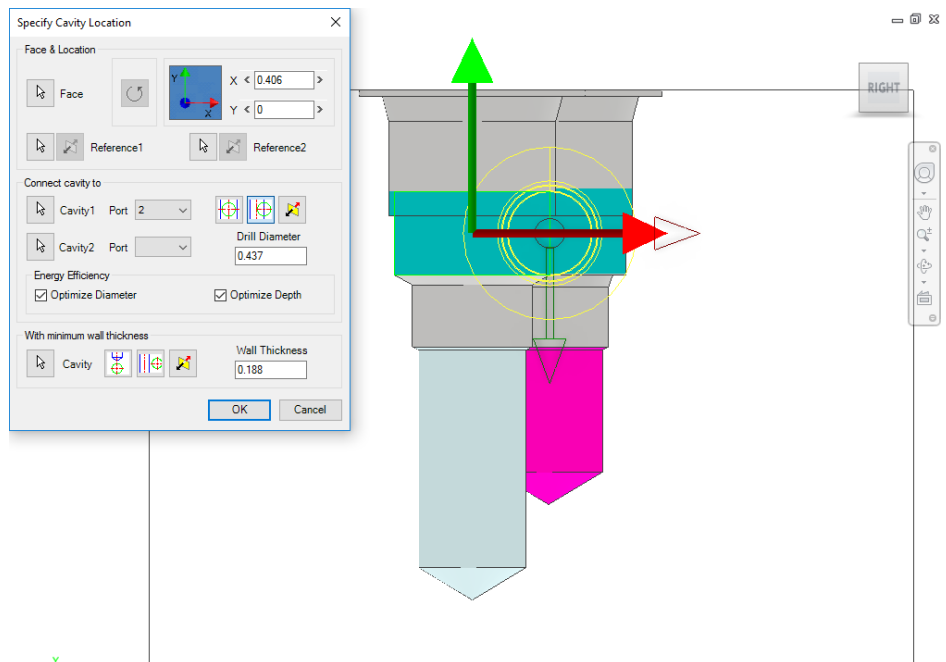 Specify Cavity Location
Face & Location
Face
Y
X
X < 0.406 >
Y < 0 >
Reference1
Reference2
Connect cavity to
Cavity1 Port 2
Cavity2 Port
Drill Diameter
0.437
Energy Efficiency
Optimize Diameter
Optimize Depth
With minimum wall thickness
Cavity
Wall Thickness
0.188
OK
Cancel
RIGHT
Y